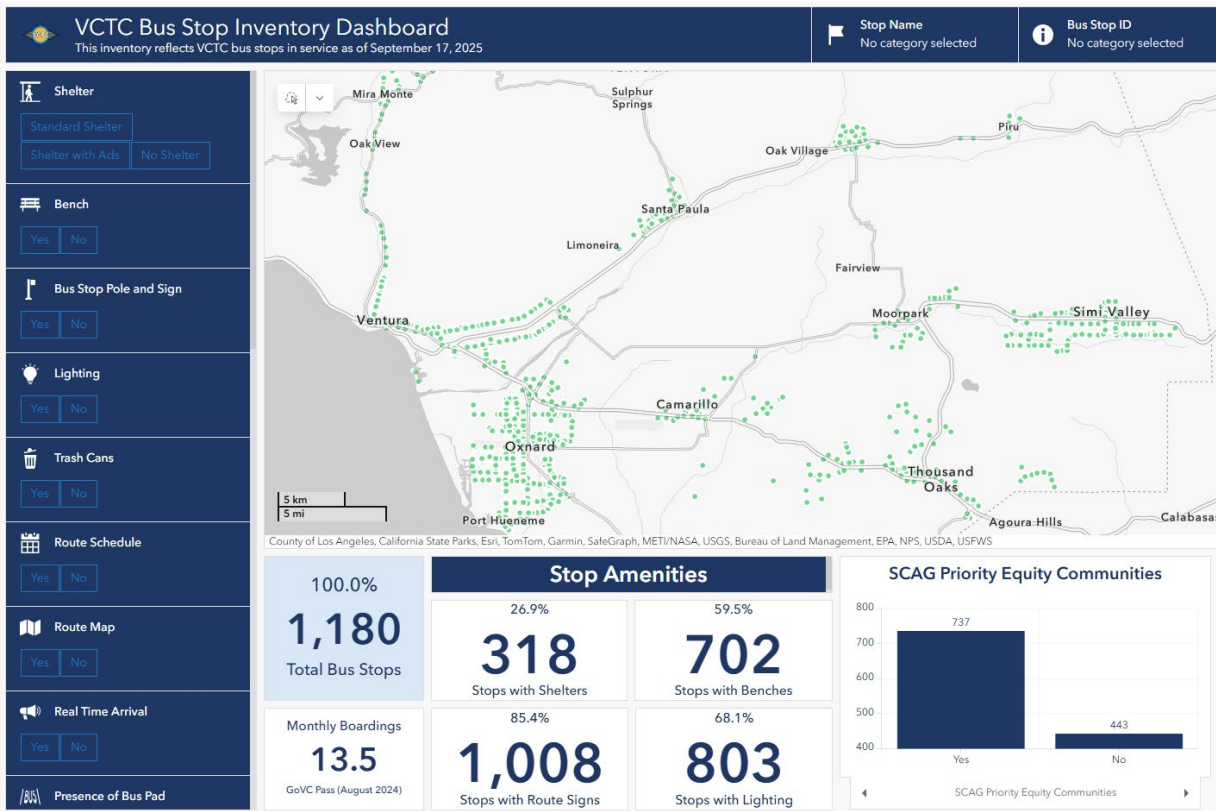 VCTC Bus Stop Inventory Dashboard
This inventory reflects VCTC bus stops in service as of September 17, 2025
Stop Name
No category selected
Bus Stop ID
No category selected
Shelter
Standard Shelter
Shelter with Ads No Shelter
Bench
Yes No
Bus Stop Pole and Sign
Yes No
Lighting
Yes No
Trash Cans
Yes No
Route Schedule
Yes No
Route Map
Yes No
Real Time Arrival
Yes No
/BUS\ Presence of Bus Pad
Mira Monte
Sulphur
Springs
Piru
Oak View
Oak Village
Santa Paula
Limoneira
Fairview
Ventura
Moorpark
Simi Valley
Camarillo
Oxnard
Thousand
Oaks
5 km
5 mi
Port Hueneme
Agoura Hills
Calabasas
County of Los Angeles, California State Parks, Esri, TomTom, Garmin, SafeGraph, METI/NASA, USGS, Bureau of Land Management, EPA, NPS, USDA, USFWS
100.0%
1,180
Total Bus Stops
Monthly Boardings
13.5
GoVC Pass (August 2024)
Stop Amenities
26.9%
318
Stops with Shelters
59.5%
702
Stops with Benches
85.4%
1,008
Stops with Route Signs
68.1%
803
Stops with Lighting
SCAG Priority Equity Communities
800
737
700
600
500
443
400
Yes No
SCAG Priority Equity Communities